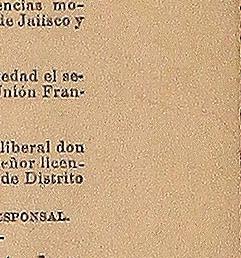 encias mo-
de Jalisco y
edad el se-
Unión Fran-
liberal don
eñor licen-
de Distrito
ESPONSAL.